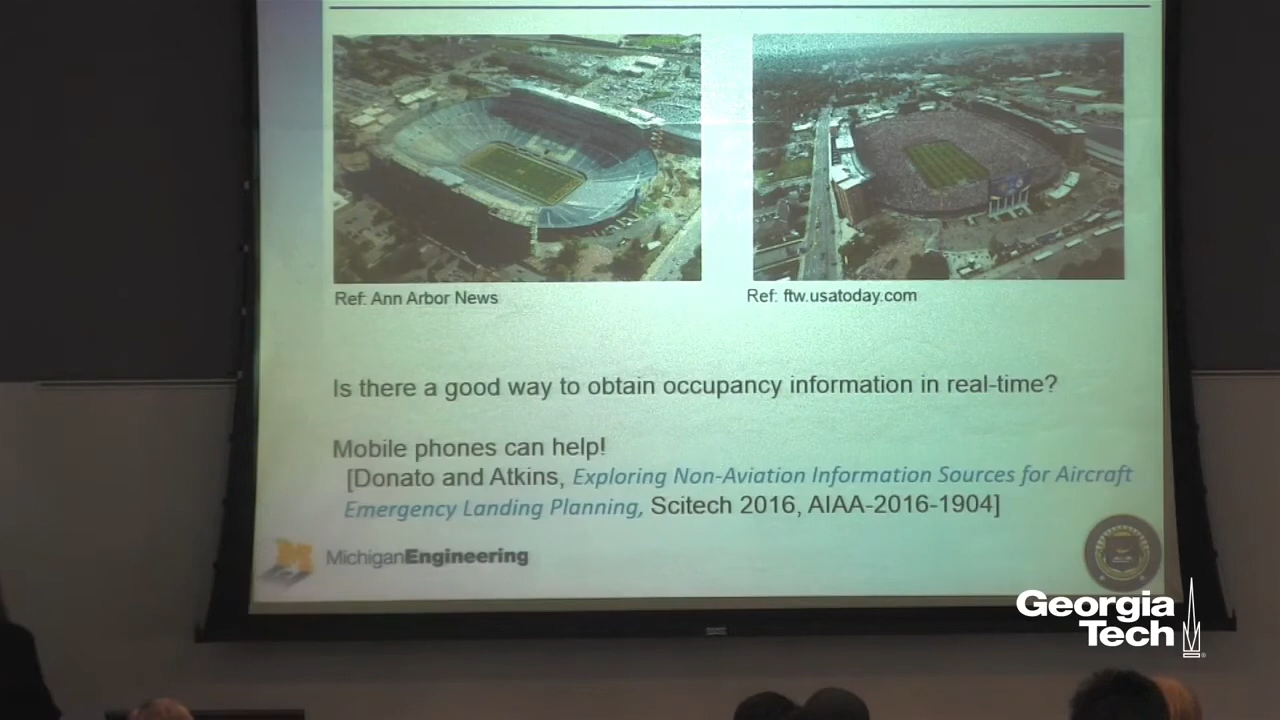 Ref: Ann Arbor News
Ref: ftw.usatoday.com
Is there a good way to obtain occupancy information in real-time?
Mobile phones can help!
[Donato and Atkins, Exploring Non-Aviation Information Sources for Aircraft
Emergency Landing Planning, Scitech 2016, AIAA-2016-1904]
MichiganEngineering
Georgia
Tech